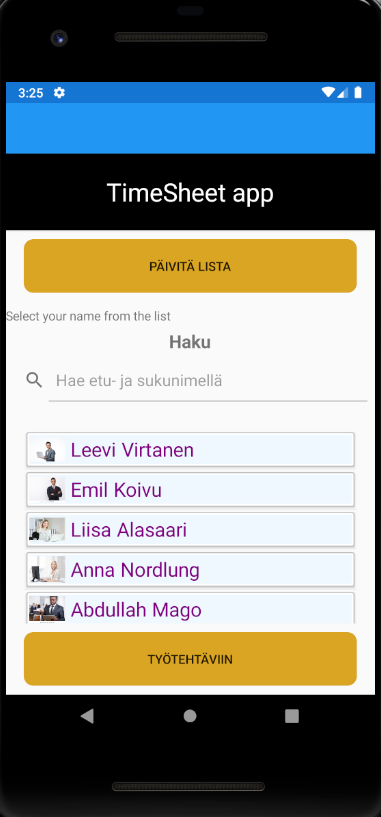 3:25
TimeSheet app
PÄIVITÄ LISTA
Select your name from the list
Haku
Hae etu- ja sukunimellä
Leevi Virtanen
Emil Koivu
Liisa Alasaari
Anna Nordlung
Abdullah Mago
TYÖTEHTÄVIIN